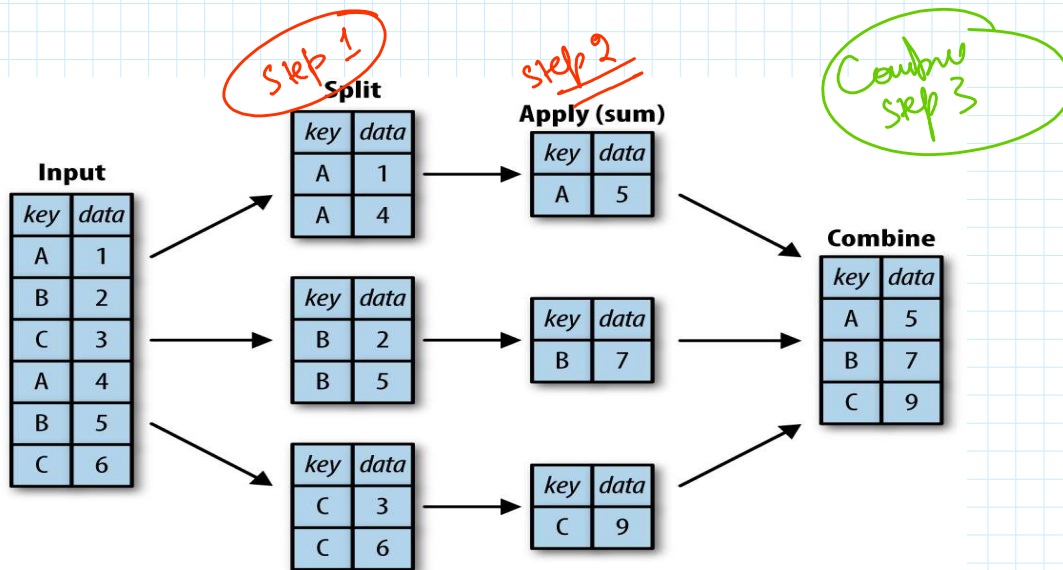 Step 1
Split
key data
A 1
A 4
step 2
Apply (sum)
key data
A 5
step 3
Input
key data
A 1
B 2
C 3
A 4
B 5
C 6
key data
B 2
B 5
key data
B 7
Combine
key data
A 5
B 7
C 9
key data
C 3
C 6
key data
C 9